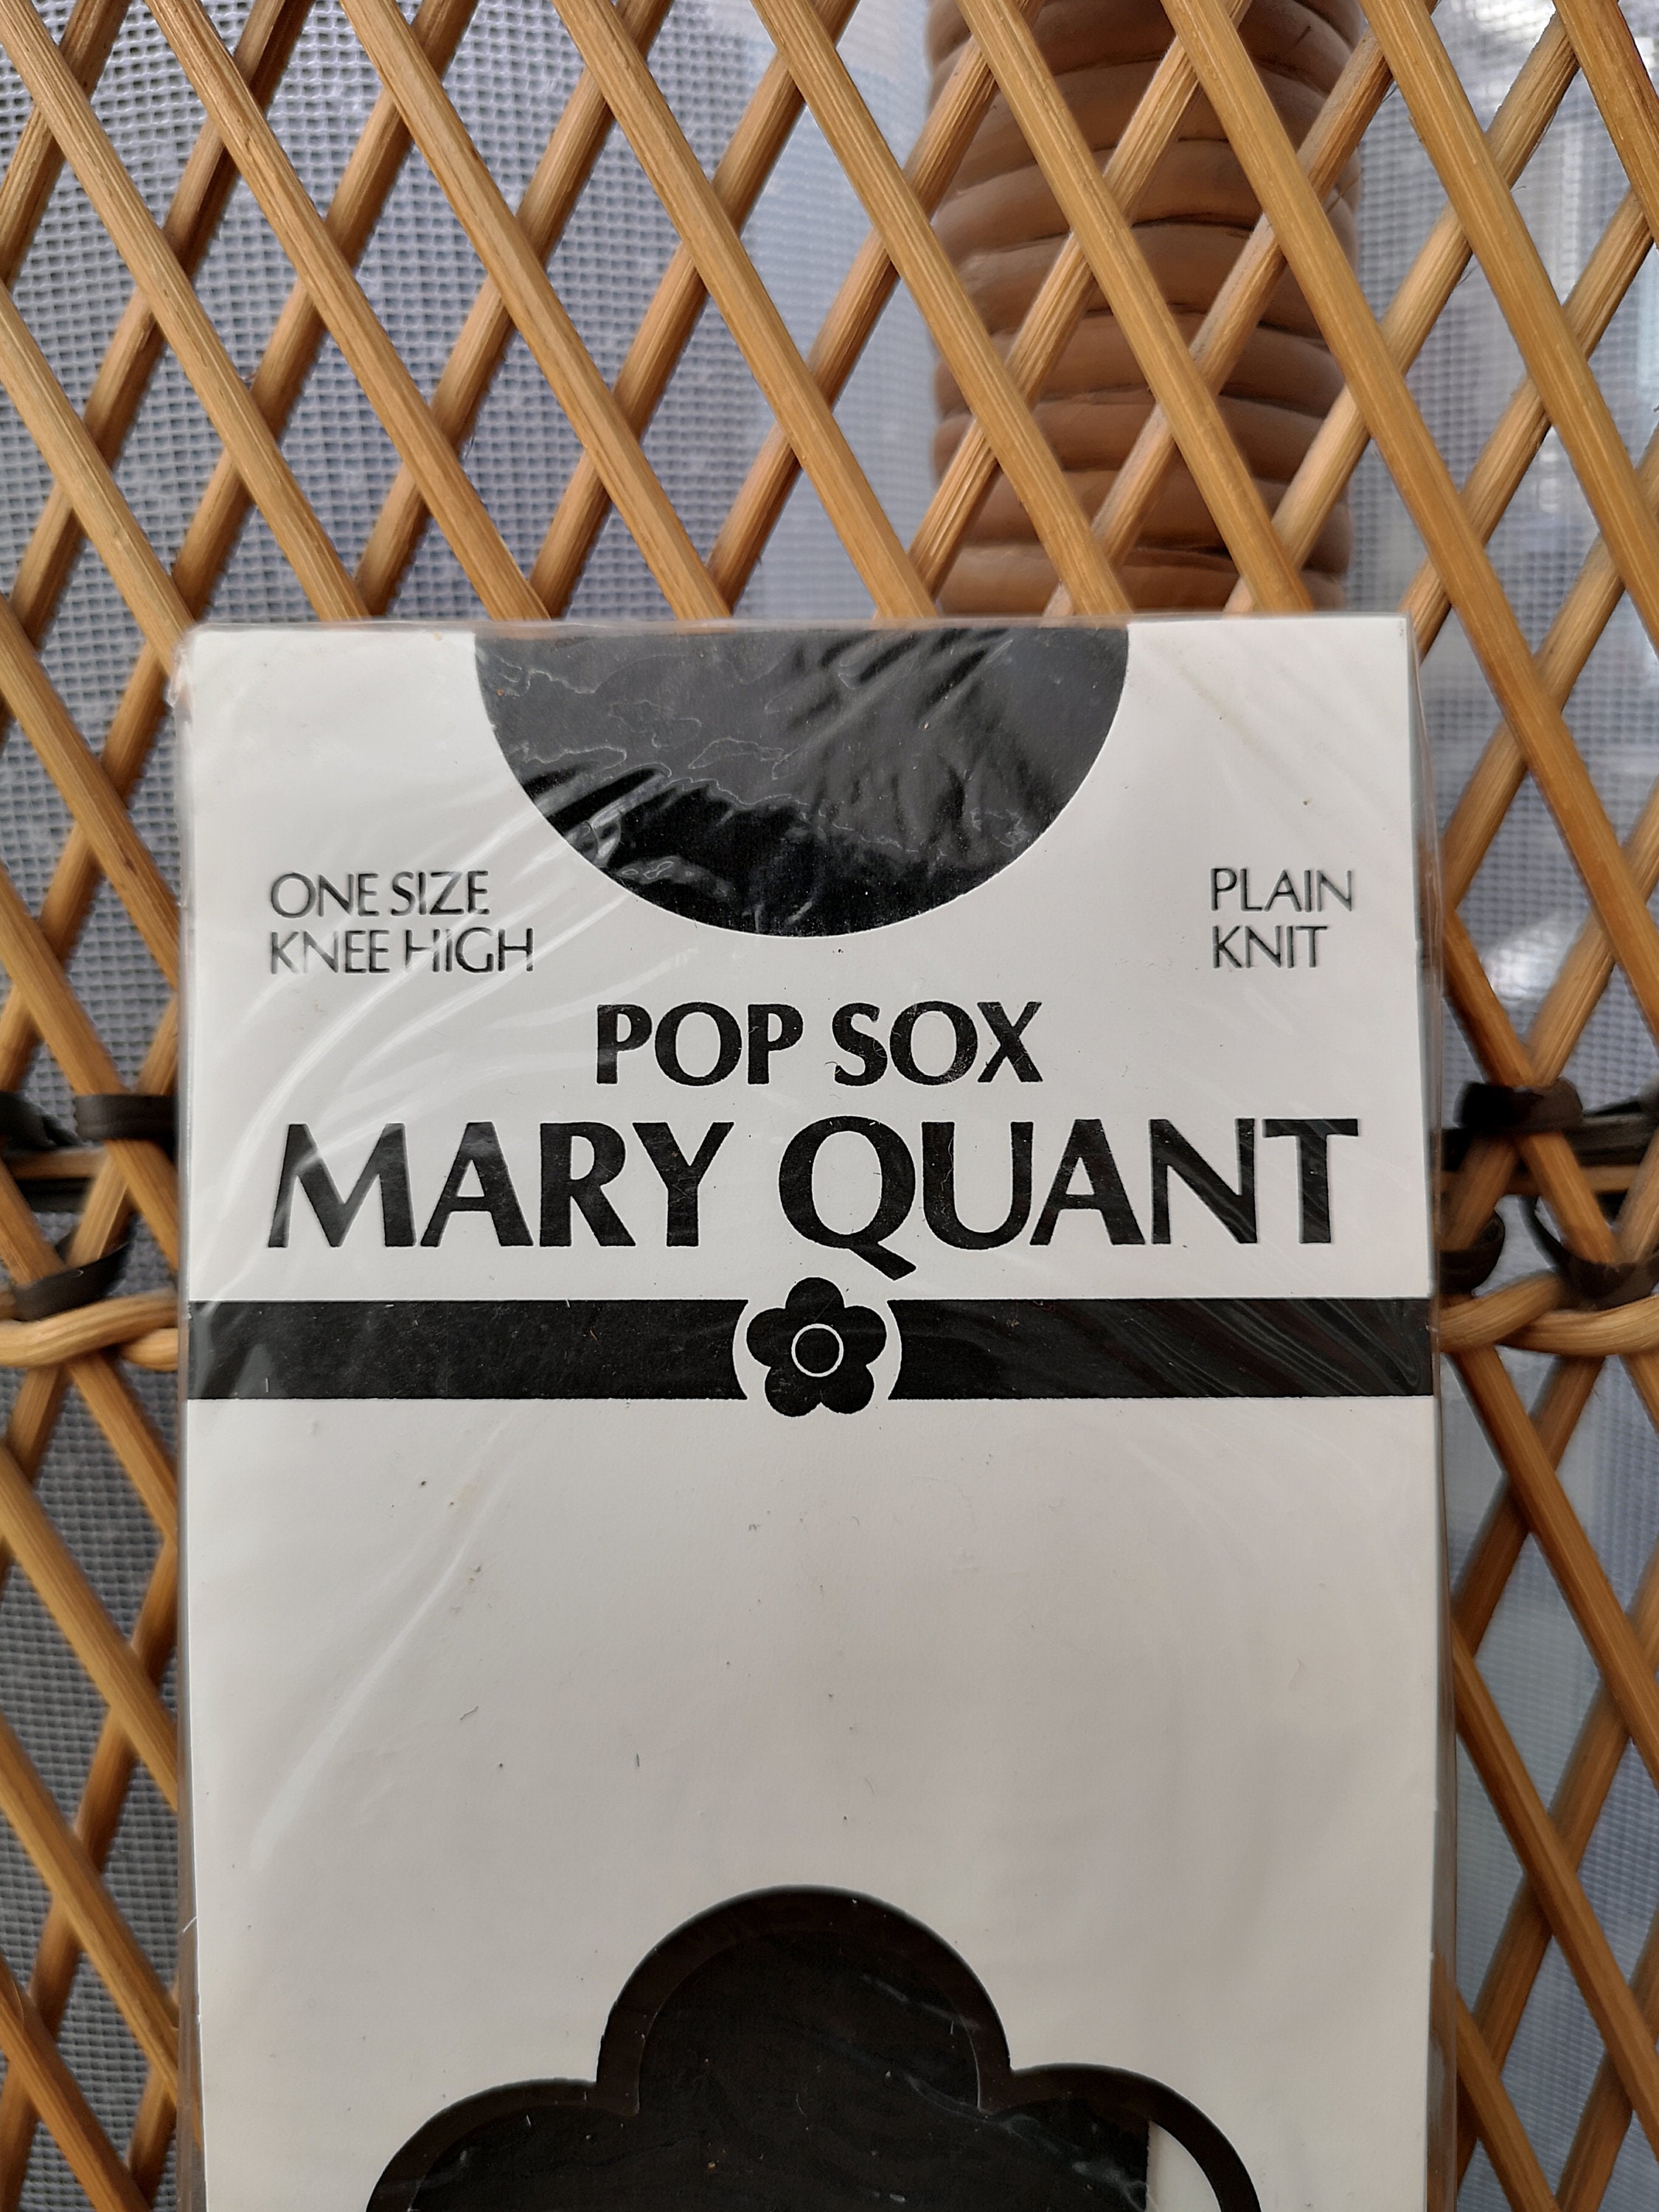 ONE SIZE
KNEE HIGH
PLAIN
KNIT
POP SOX
MARY QUANT